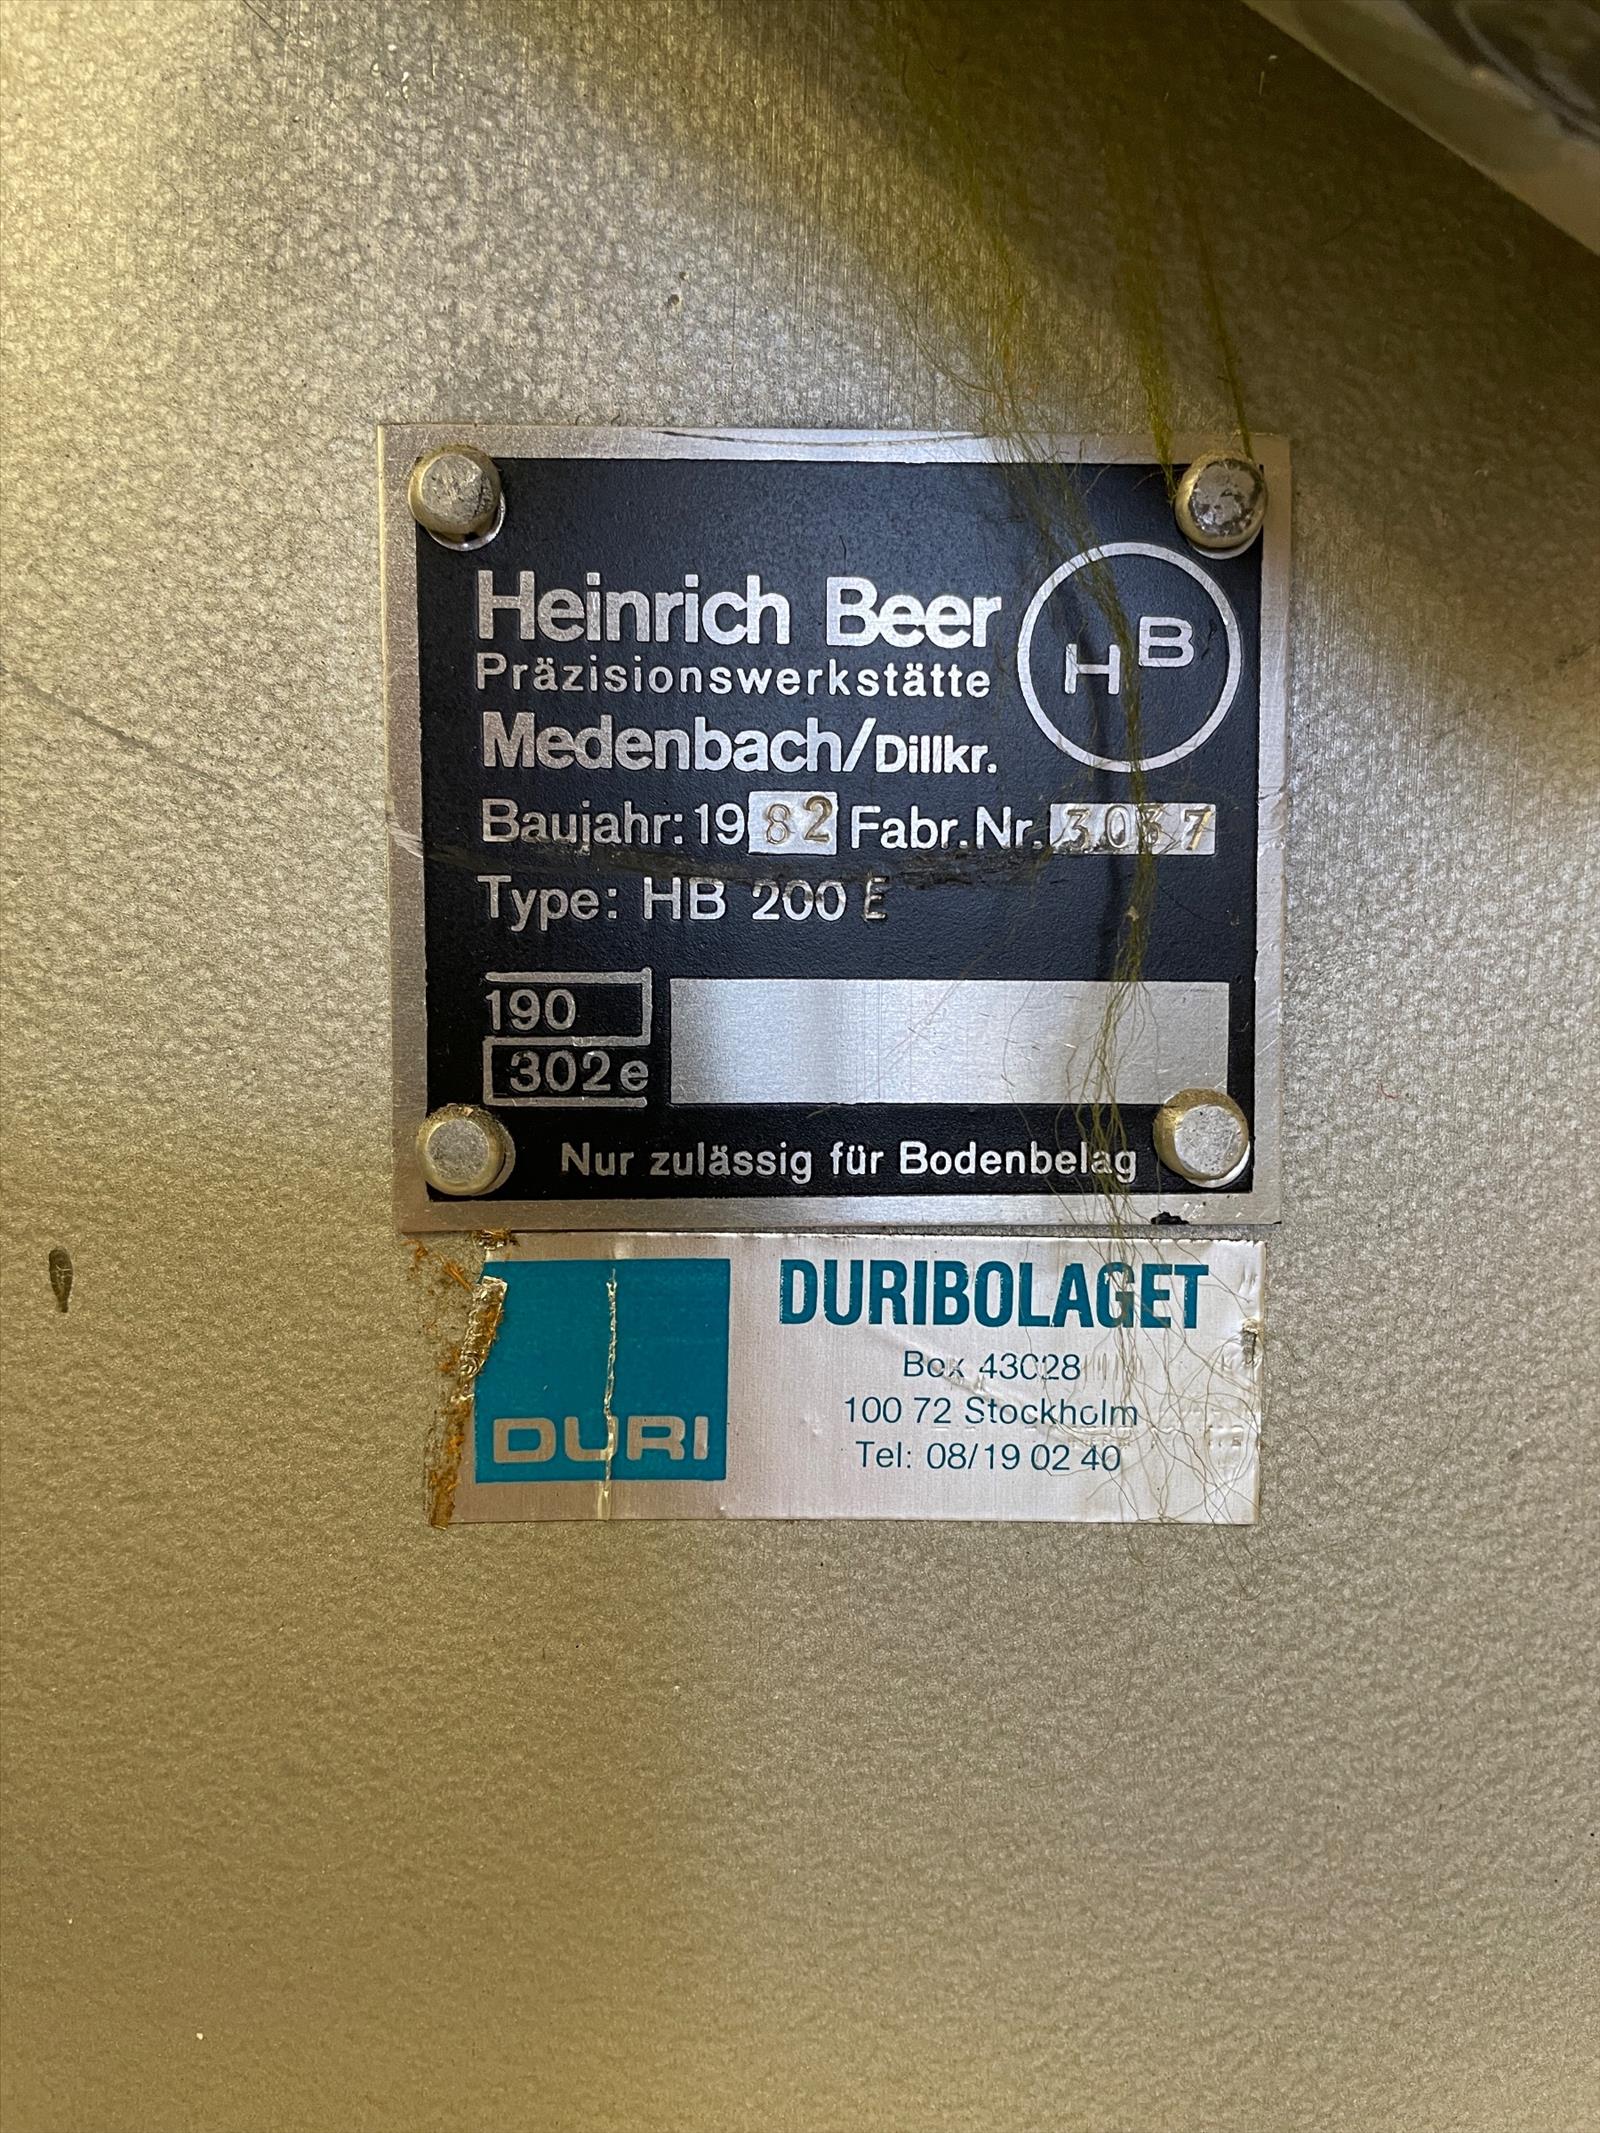 Heinrich Beer
Präzisionswerkstätte
Medenbach/Dillkr.
HB
Baujahr: 1982 Fabr. Nr. 3037
Type: HB 200 E
190
302e
Nur zulässig für Bodenbelag
DURI
DURIBOLAGET
Box 43028
100 72 Stockholm
Tel: 08/19 02 40